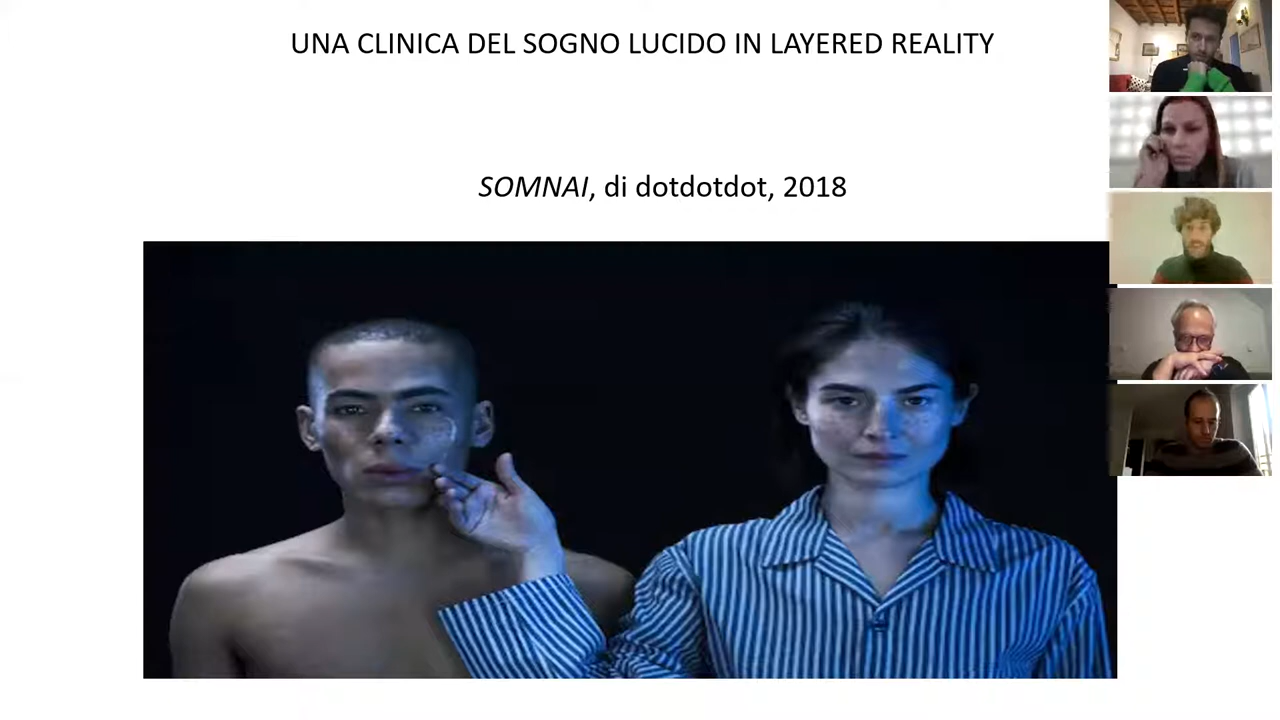 UNA CLINICA DEL SOGNO LUCIDO IN LAYERED REALITY
SOMNAI, di dotdotdot, 2018